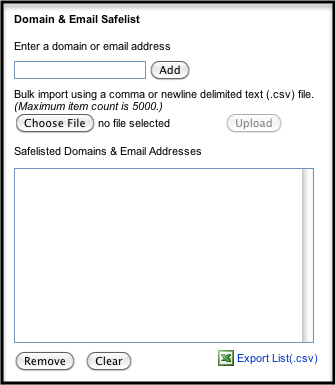 Domain & Email Safelist
Enter a domain or email address
Add
Bulk import using a comma or newline delimited text (.csv) file.
(Maximum item count is 5000.)
Choose File no file selected Upload
Safelisted Domains & Email Addresses
Remove Clear Export List(.csv)